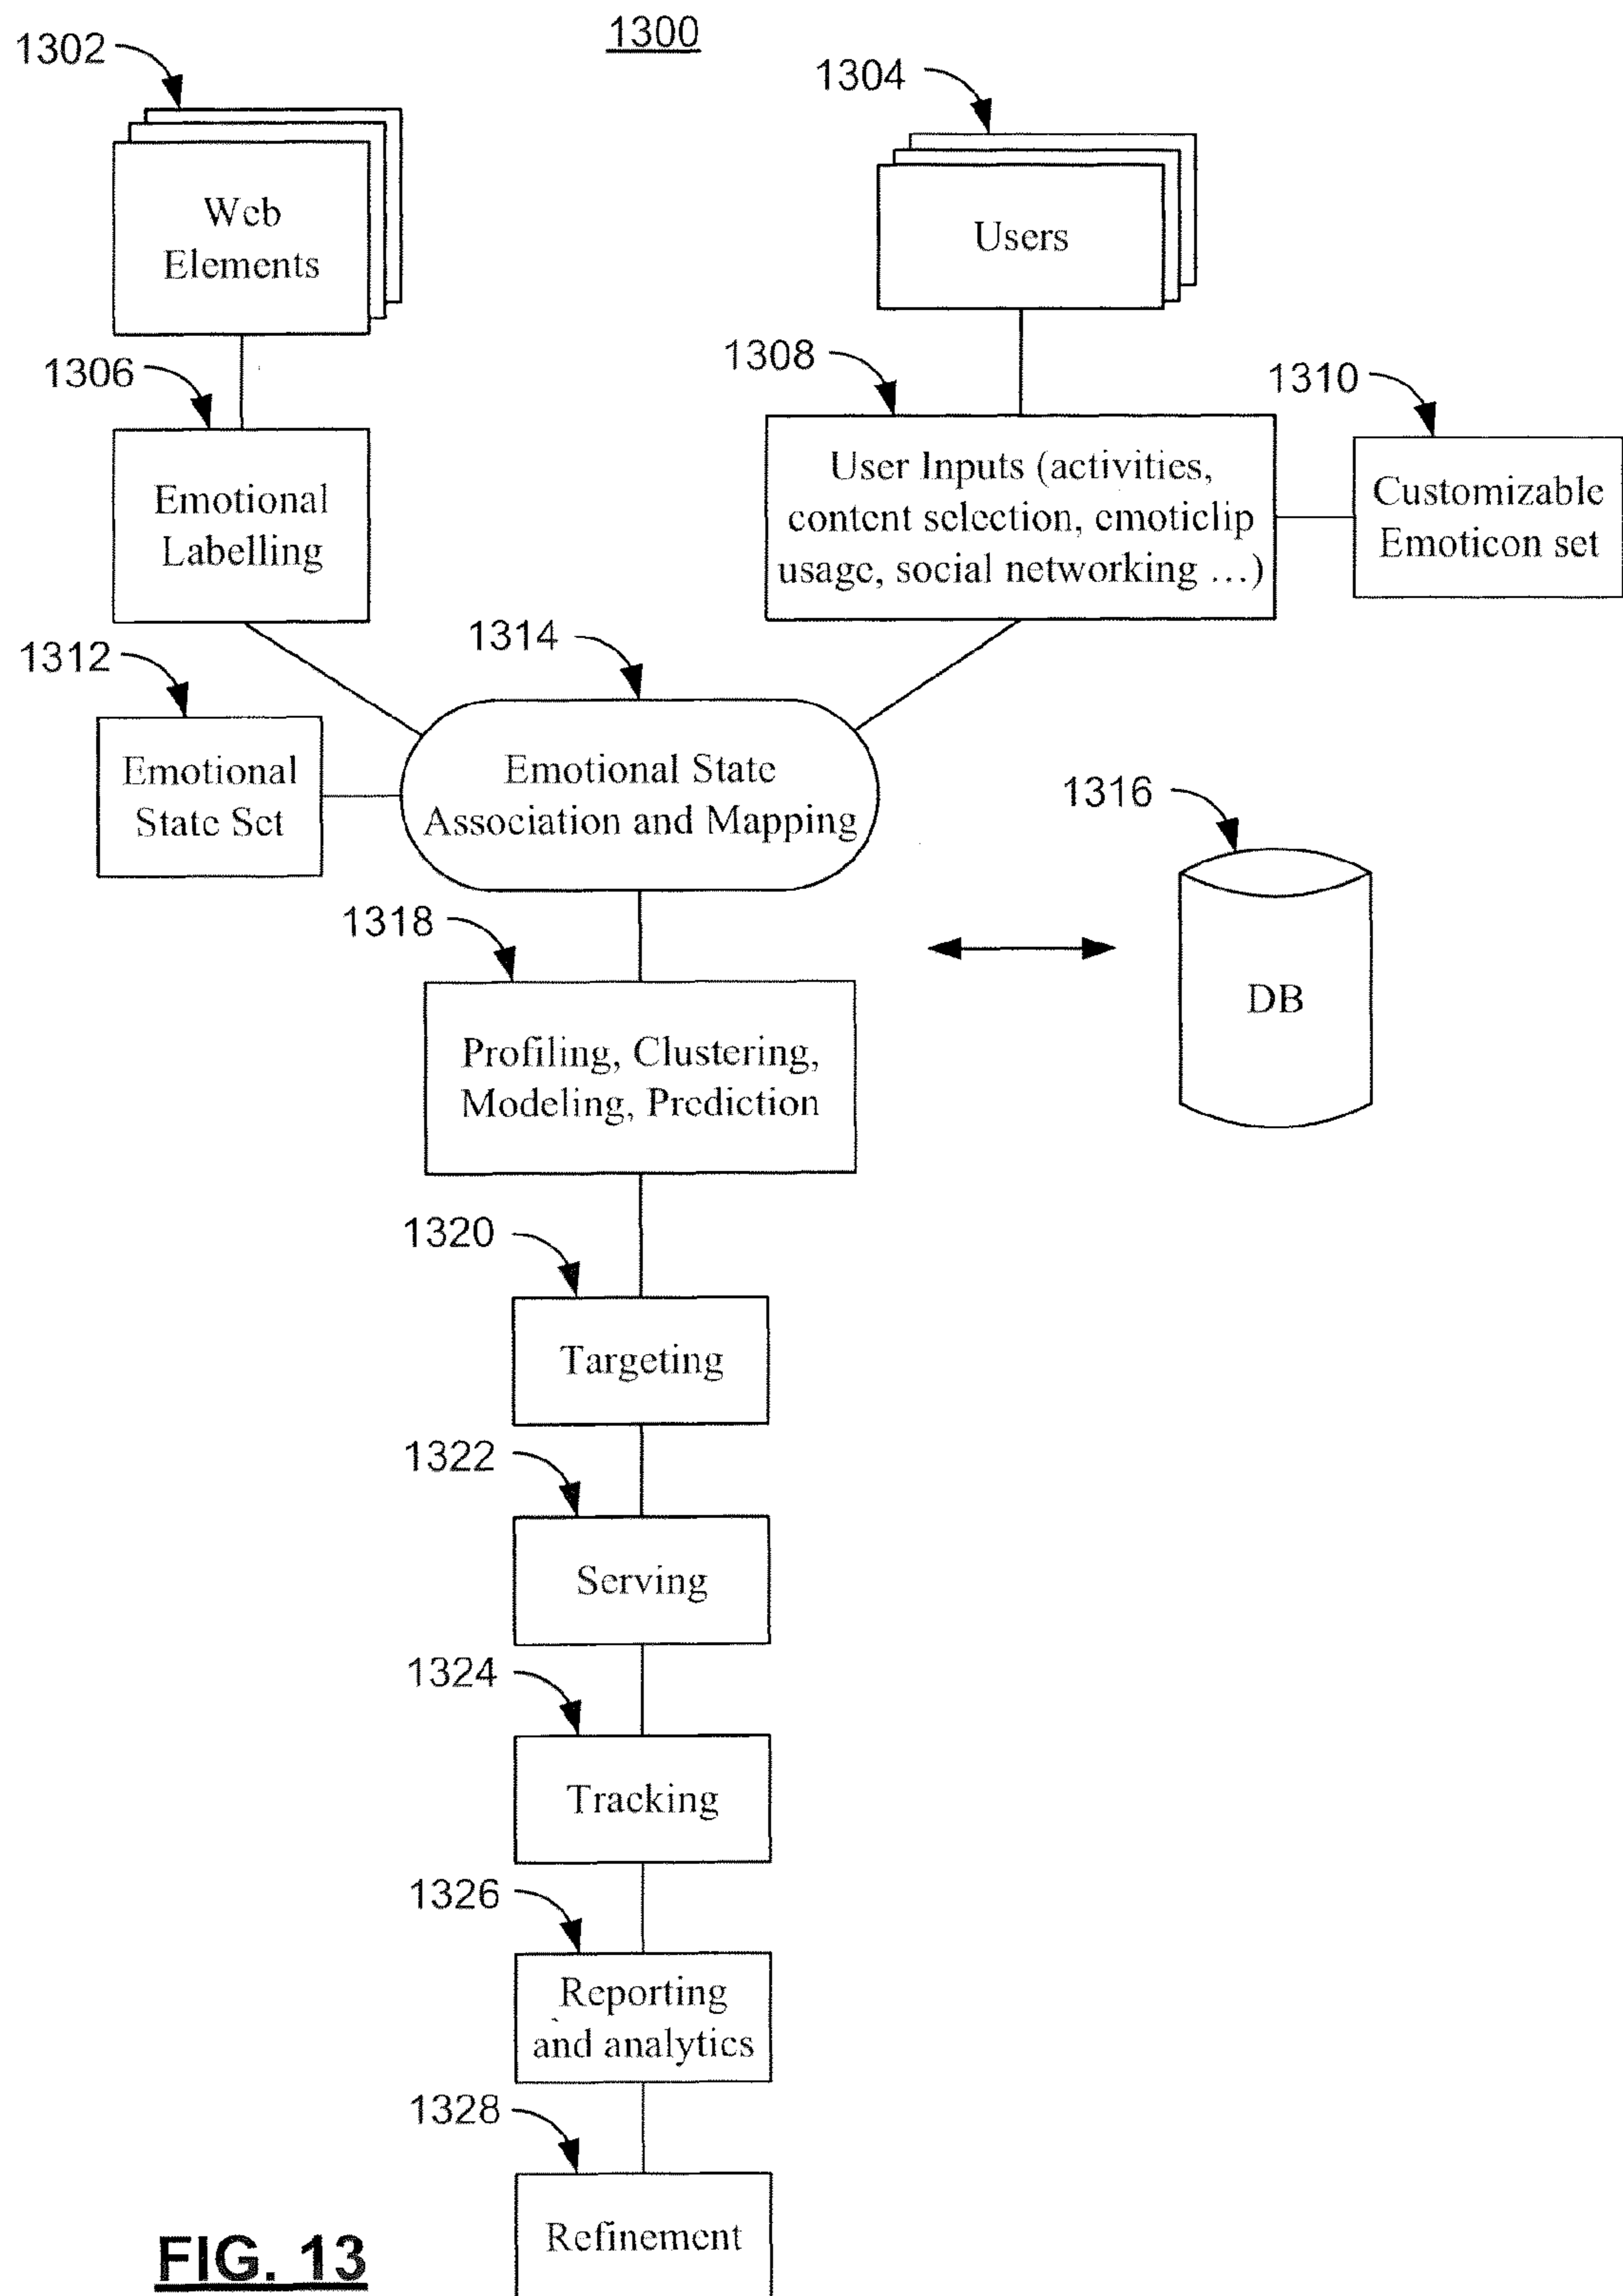 1300
1302
1304
Web
Elements
Users
1306
1308
1310
Emotional
Labelling
User Inputs (activities,
content selection, emoticlip
usage, social networking ...)
Customizable
Emoticon set
1312
1314
Emotional
State Set
Emotional State
Association and Mapping
1316
DB
1318
Profiling, Clustering,
Modeling, Prediction
1320
Targeting
1322
Serving
1324
Tracking
1326
Reporting
and analytics
1328
Refinement
FIG. 13